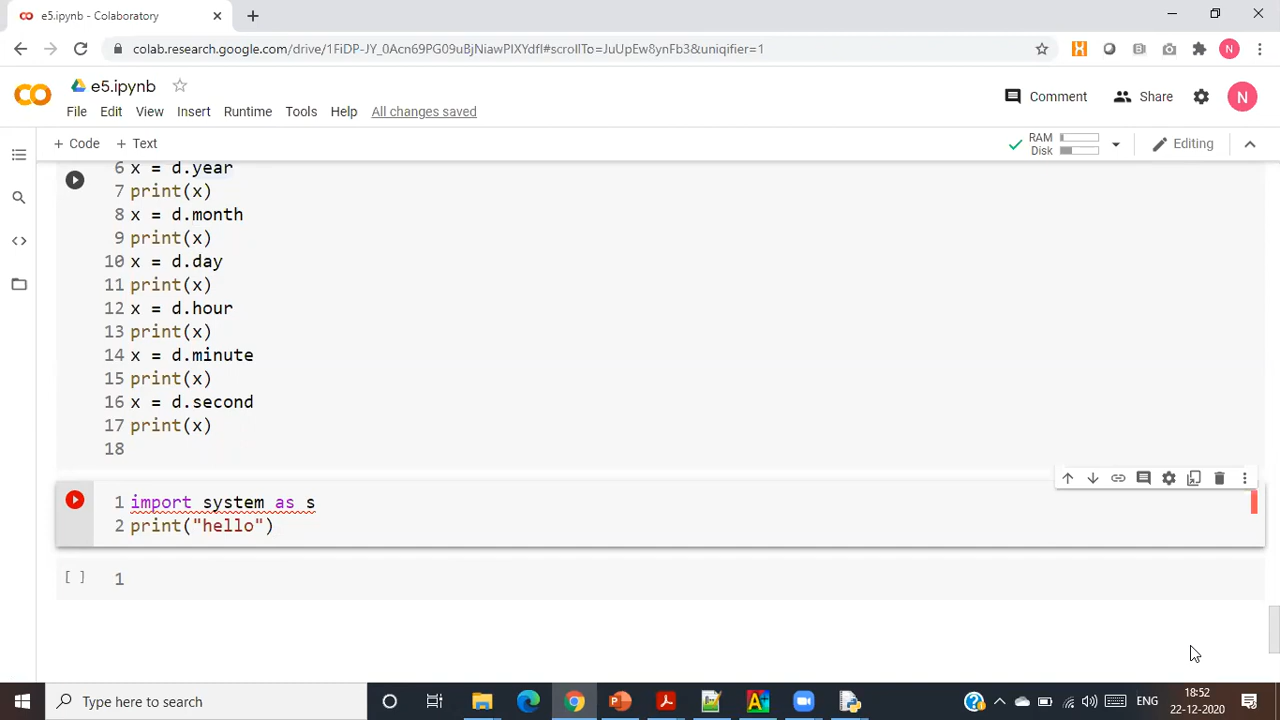 e5.ipynb - Colaboratory
colab.research.google.com/drive/1FiDP-JY_0Acn69PG09uBjNiawPIXYdfI#scrollTo=JuUpEw8ynFb3&uniqifier=1
e5.ipynb
File Edit View Insert Runtime Tools Help All changes saved
Comment Share N
+ Code + Text
RAM
Disk
Editing
6 x = d.year
7 print(x)
8 x = d.month
9 print(x)
10 x = d.day
11 print(x)
12 x = d.hour
13 print(x)
14 x = d.minute
15 print(x)
16 x = d.second
17 print(x)
18
1 import system as s
2 print("hello")
[ ] 1
Type here to search
ENG
18:52
22-12-2020